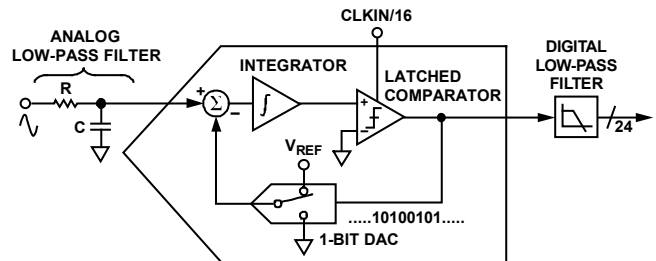 CLKIN/16
ANALOG
LOW-PASS FILTER
INTEGRATOR
DIGITAL
LOW-PASS
FILTER
LATCHED
COMPARATOR
R
+
Σ
–
∫
+
–
C
24
VREF
.....10100101.....
1-BIT DAC